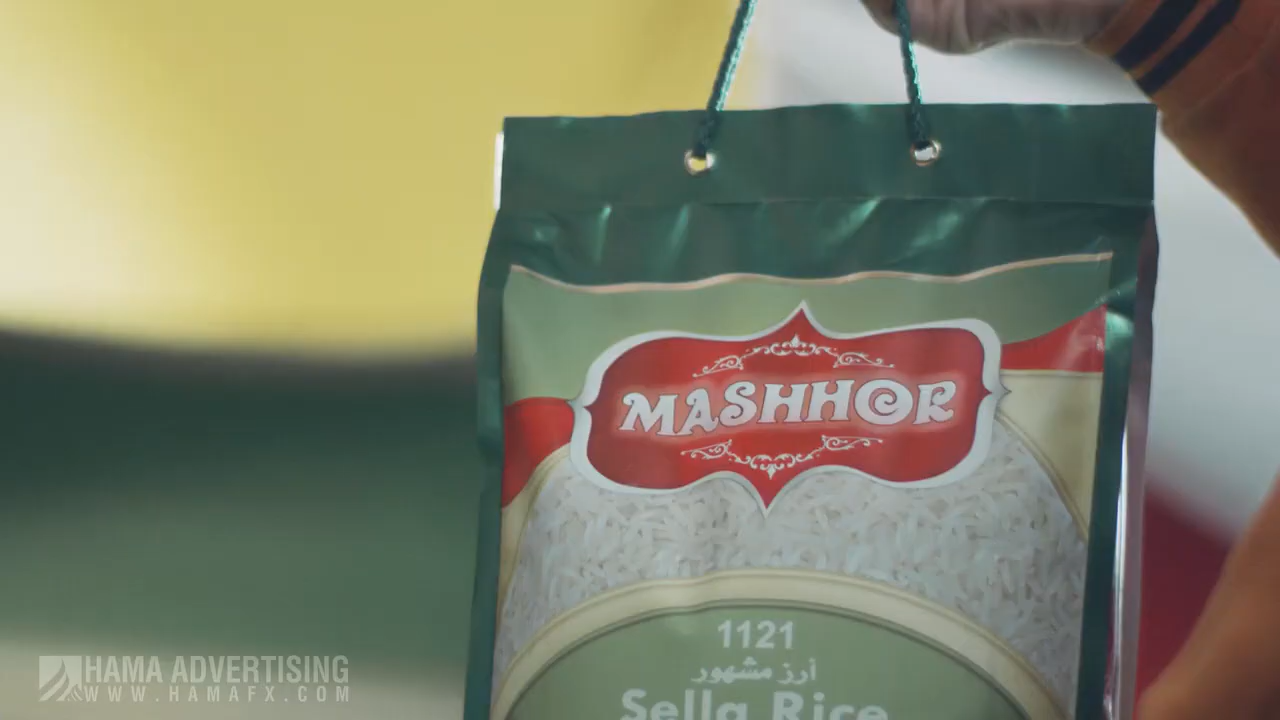 MASHHOR
1121
أرز مشهور
Sella Rice
HAMA ADVERTISING
WWW.HAMAFX.COM